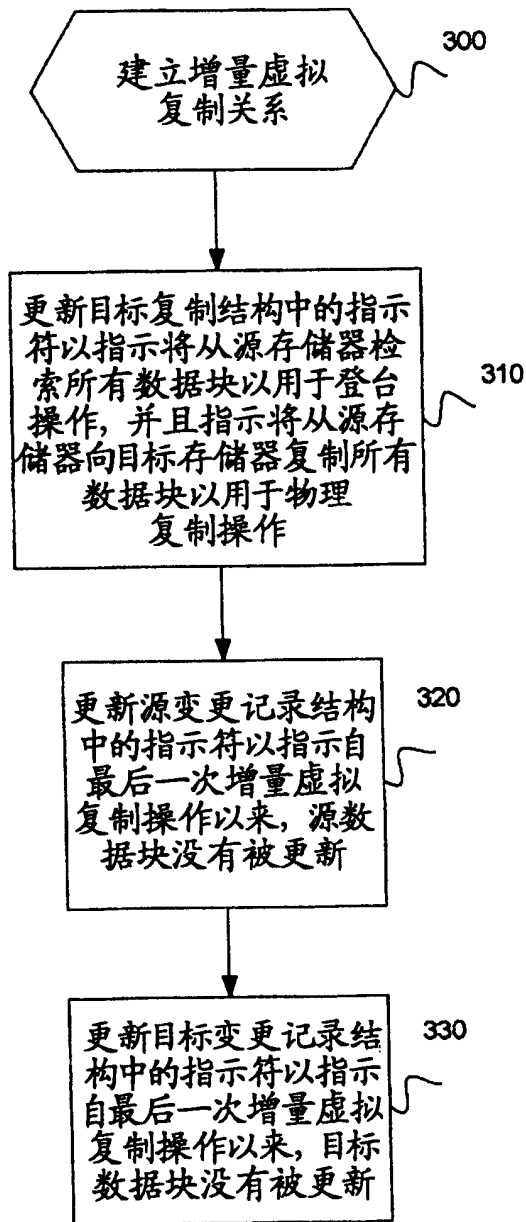 建立增量虚拟
复制关系
300
更新目标复制结构中的指示
符以指示将从源存储器检
索所有数据块以用于登台
操作，并且指示将从源存
储器向目标存储器复制所有
数据块以用于物理
复制操作
310
更新源变更记录结构
中的指示符以指示自
最后一次增量虚拟
复制操作以来，源数
据块没有被更新
320
更新目标变更记录结
构中的指示符以指示
自最后一次增量虚拟
复制操作以来，目标
数据块没有被更新
330